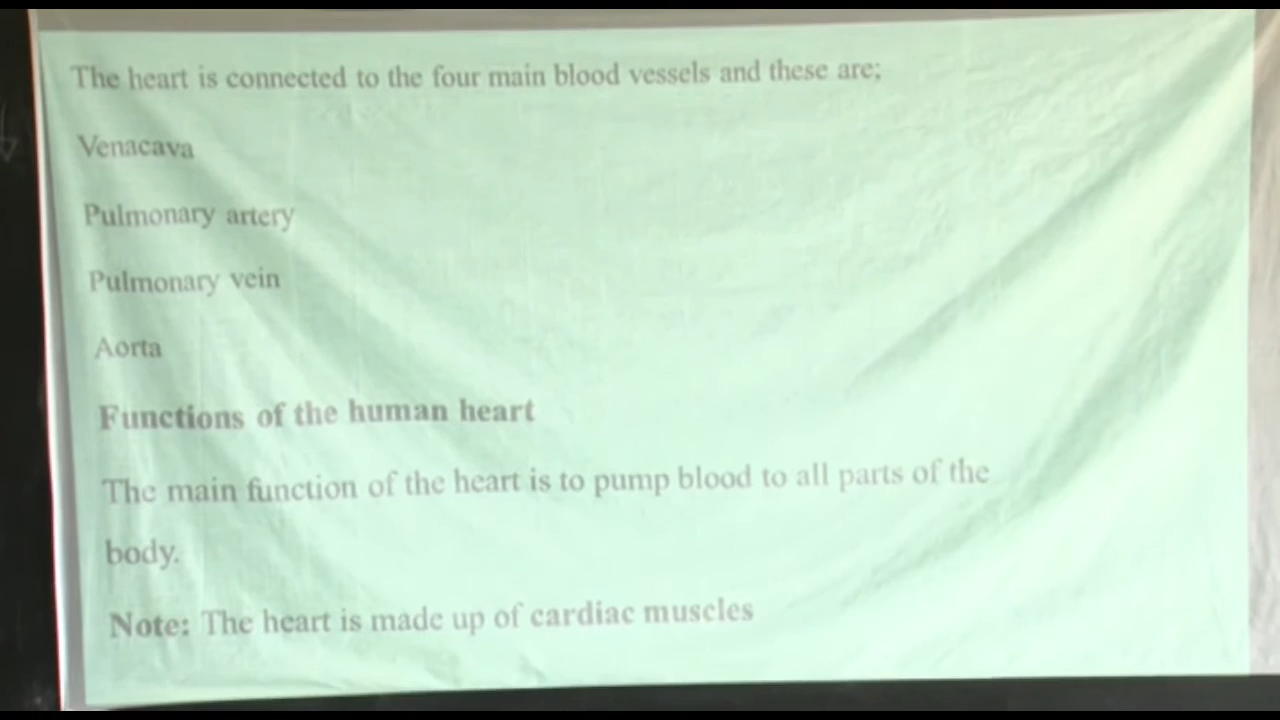 The heart is connected to the four main blood vessels and these are;
Venacava
Pulmonary artery
Pulmonary vein
Aorta
Functions of the human heart
The main function of the heart is to pump blood to all parts of the
body.
Note: The heart is made up of cardiac muscles